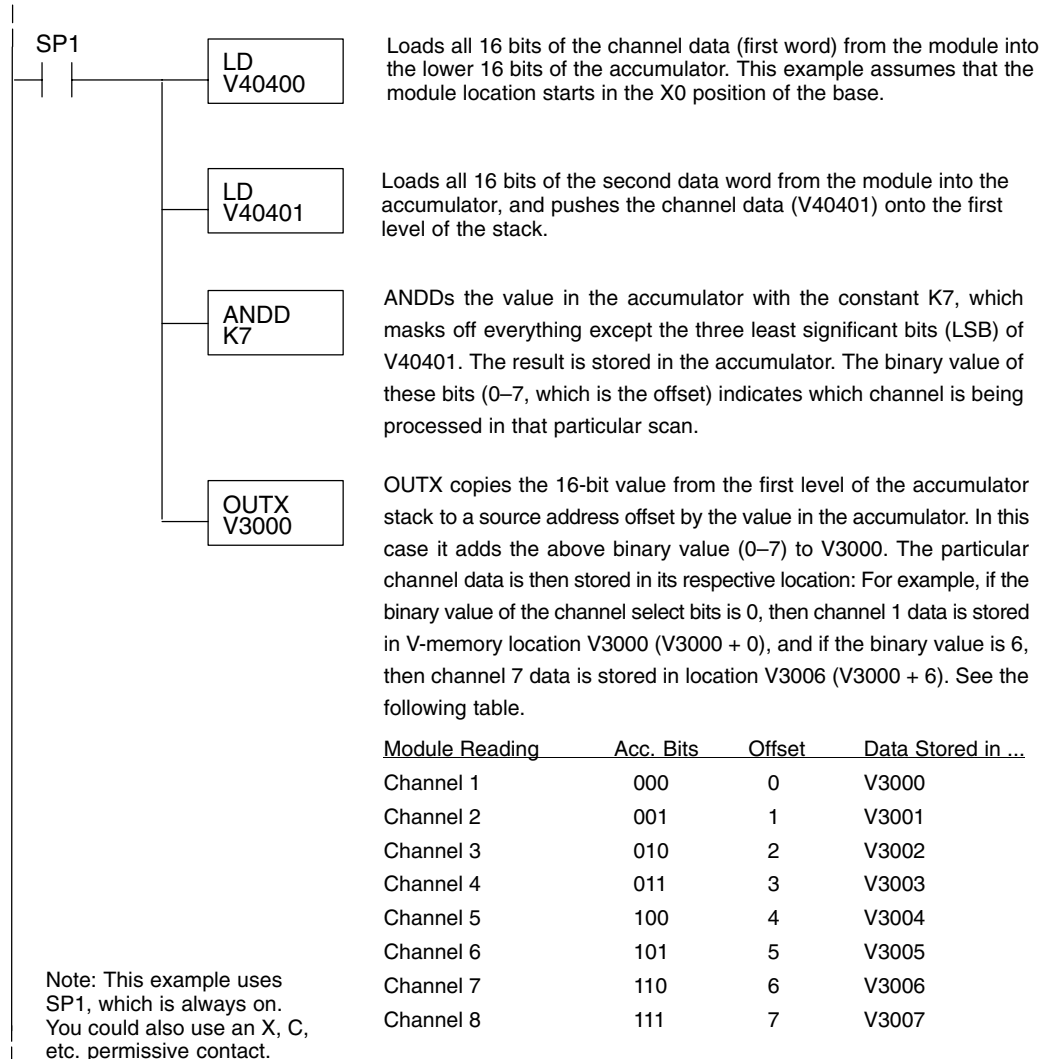 SP1
LD
V40400
Loads all 16 bits of the channel data (first word) from the module into
the lower 16 bits of the accumulator. This example assumes that the
module location starts in the X0 position of the base.
LD
V40401
Loads all 16 bits of the second data word from the module into the
accumulator, and pushes the channel data (V40401) onto the first
level of the stack.
ANDD
K7
ANDDs the value in the accumulator with the constant K7, which
masks off everything except the three least significant bits (LSB) of
V40401. The result is stored in the accumulator. The binary value of
these bits (0–7, which is the offset) indicates which channel is being
processed in that particular scan.
OUTX
V3000
OUTX copies the 16-bit value from the first level of the accumulator
stack to a source address offset by the value in the accumulator. In this
case it adds the above binary value (0–7) to V3000. The particular
channel data is then stored in its respective location: For example, if the
binary value of the channel select bits is 0, then channel 1 data is stored
in V-memory location V3000 (V3000 + 0), and if the binary value is 6,
then channel 7 data is stored in location V3006 (V3000 + 6). See the
following table.
Module Reading Acc. Bits Offset Data Stored in ...
Channel 1 000 0 V3000
Channel 2 001 1 V3001
Channel 3 010 2 V3002
Channel 4 011 3 V3003
Channel 5 100 4 V3004
Channel 6 101 5 V3005
Channel 7 110 6 V3006
Channel 8 111 7 V3007
Note: This example uses
SP1, which is always on.
You could also use an X, C,
etc. permissive contact.